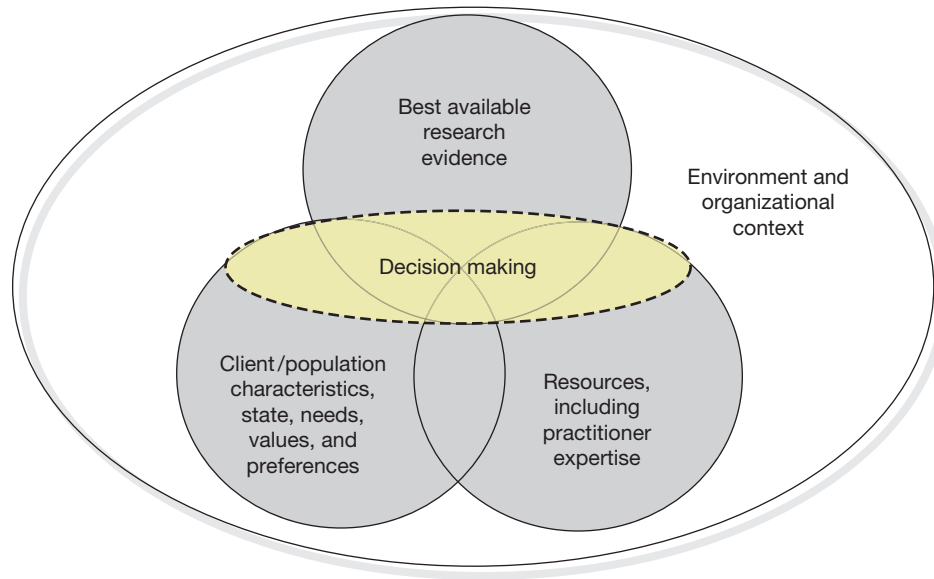 Best available
research
evidence
Environment and
organizational
context
Decision making
Client/population
characteristics,
state, needs,
values, and
preferences
Resources,
including
practitioner
expertise